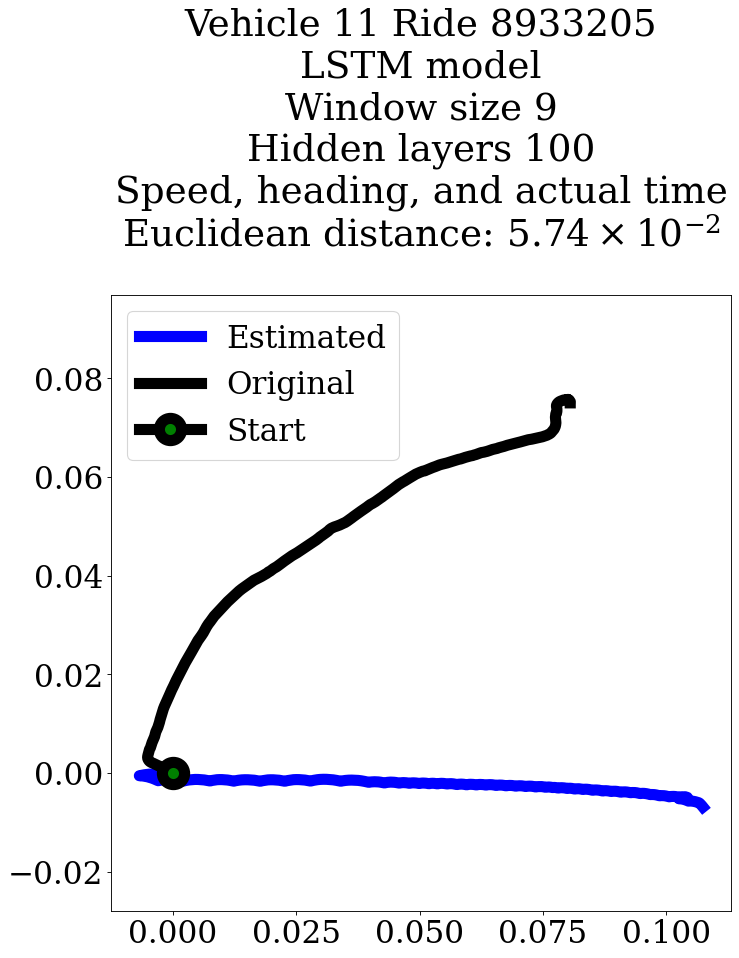 Vehicle 11 Ride 8933205
LSTM model
Window size 9
Hidden layers 100
Speed, heading, and actual time
Euclidean distance: 5.74 × 10⁻²
Estimated
Original
Start
0.08
0.06
0.04
0.02
0.00
−0.02
0.000 0.025 0.050 0.075 0.100